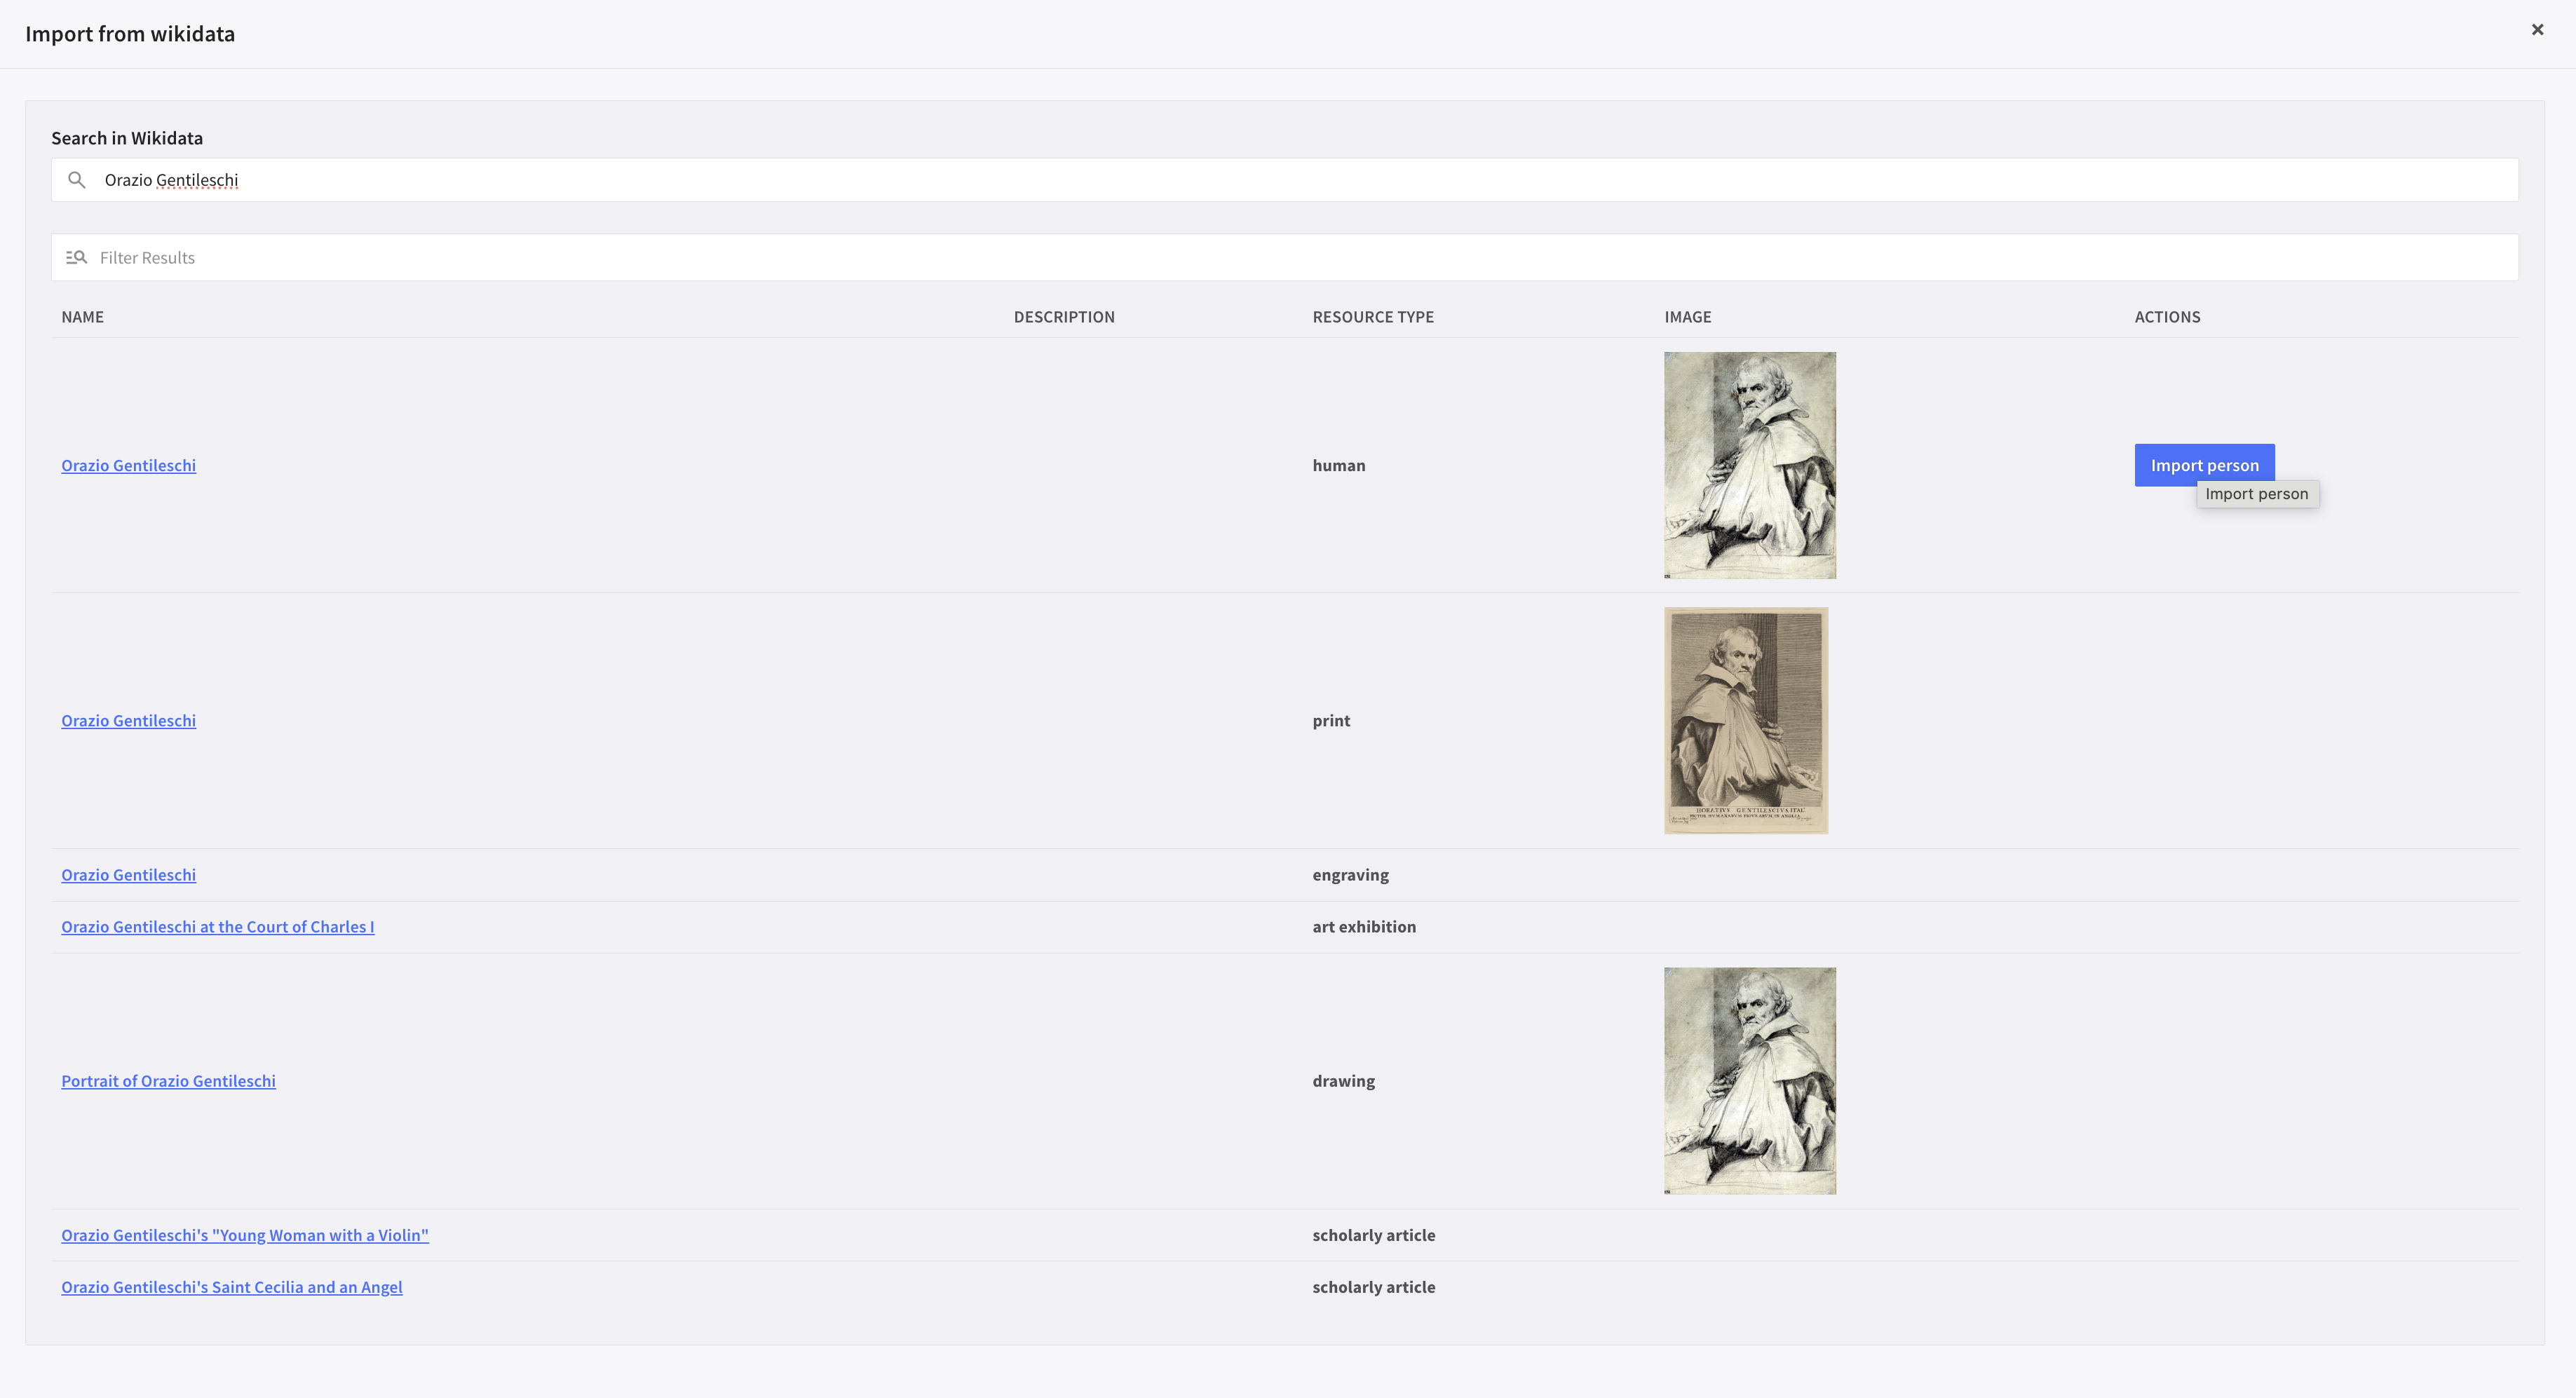 Import from wikidata
Search in Wikidata
Orazio Gentileschi
Filter Results
NAME DESCRIPTION RESOURCE TYPE IMAGE ACTIONS
Orazio Gentileschi human Import person
Import person
Orazio Gentileschi print
HORATIVS GENTILESCIVS
Orazio Gentileschi engraving
Orazio Gentileschi at the Court of Charles I art exhibition
Portrait of Orazio Gentileschi drawing
Orazio Gentileschi's "Young Woman with a Violin" scholarly article
Orazio Gentileschi's Saint Cecilia and an Angel scholarly article